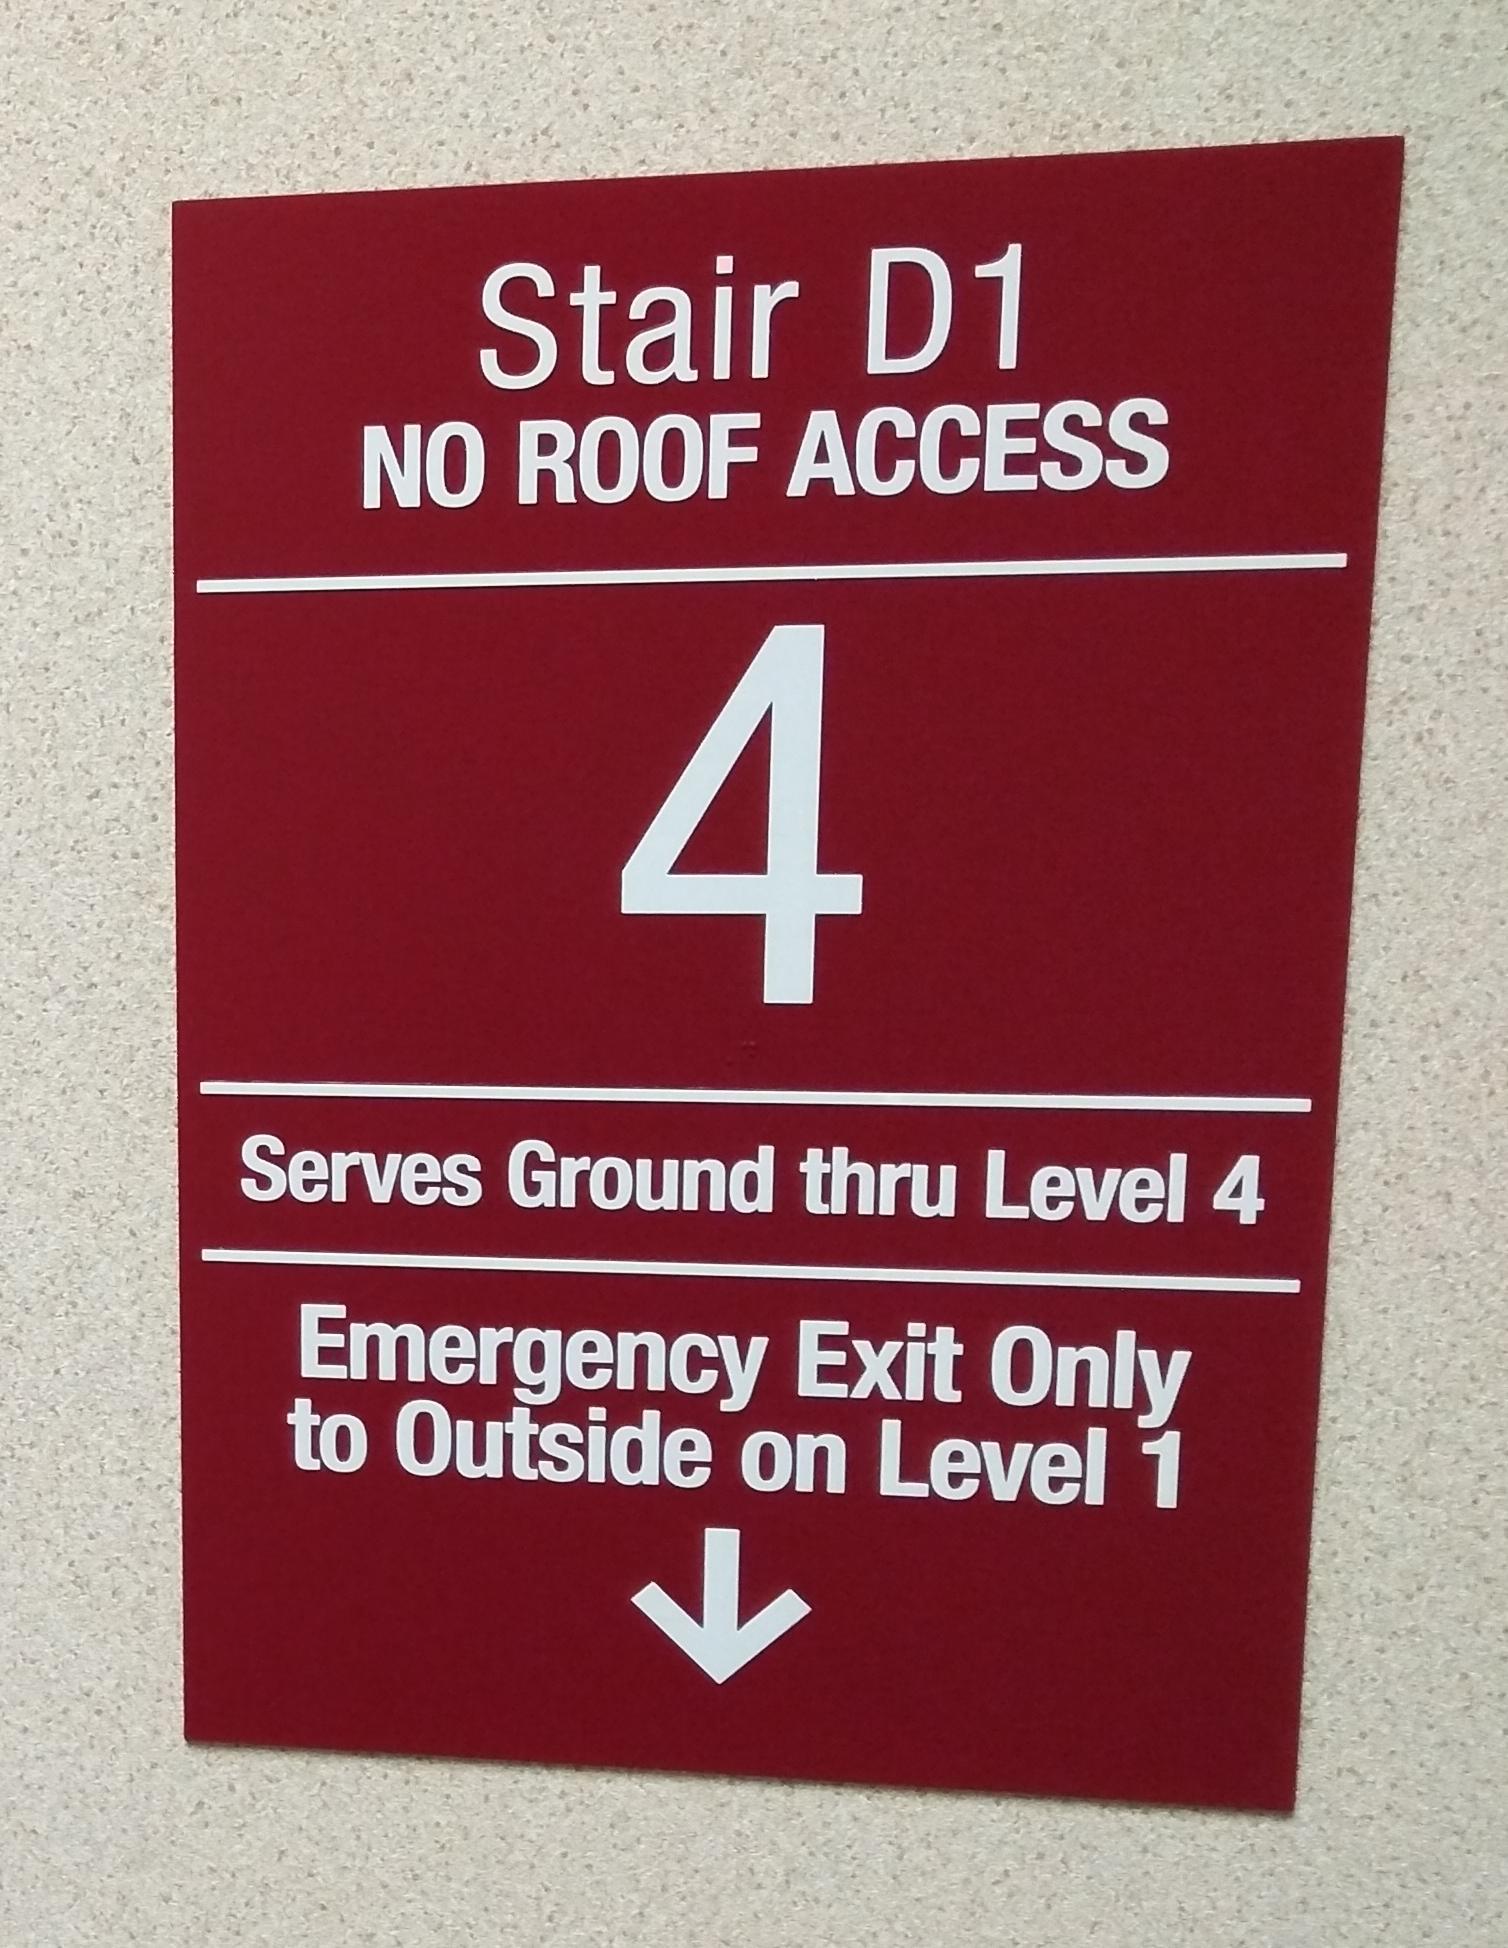 Stair D1
NO ROOF ACCESS
4
Serves Ground thru Level 4
Emergency Exit Only
to Outside on Level 1